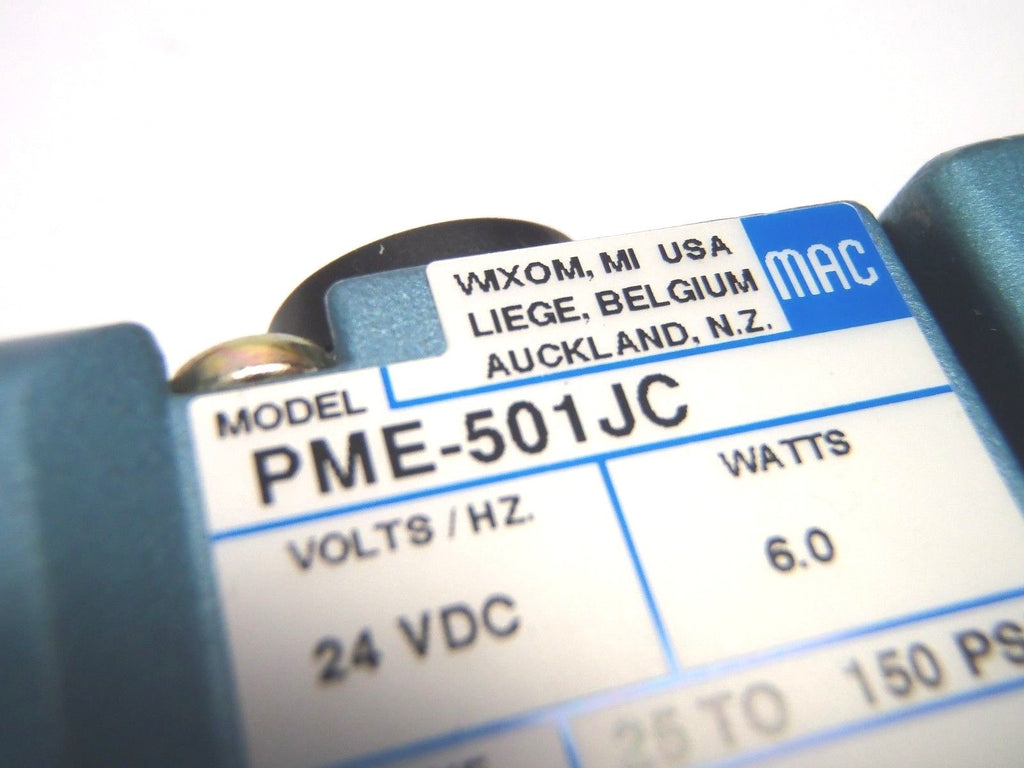 WIXOM, MI USA
LIEGE, BELGIUM
AUCKLAND, N.Z.
MAC
MODEL
PME-501JC
VOLTS / HZ.
24 VDC
WATTS
6.0
25 TO 150 PS